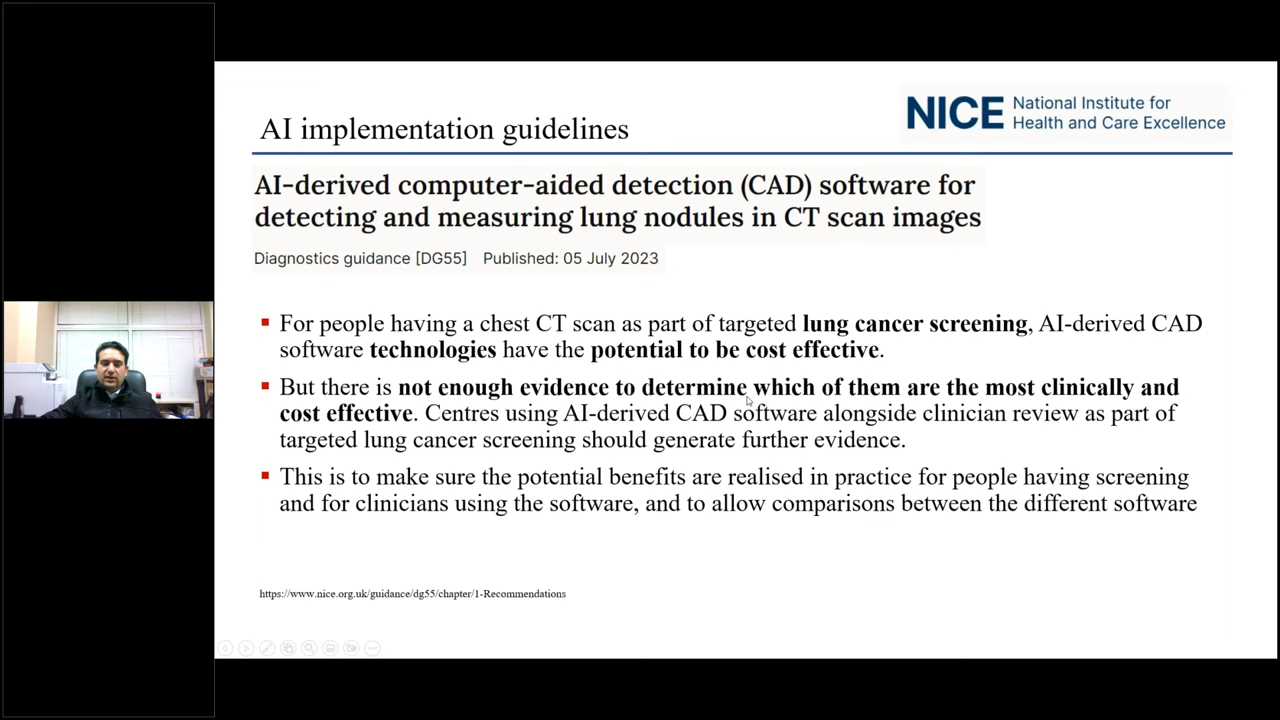 AI implementation guidelines
NICE National Institute for
Health and Care Excellence
AI-derived computer-aided detection (CAD) software for
detecting and measuring lung nodules in CT scan images
Diagnostics guidance [DG55] Published: 05 July 2023
▪ For people having a chest CT scan as part of targeted lung cancer screening, AI-derived CAD
software technologies have the potential to be cost effective.
▪ But there is not enough evidence to determine which of them are the most clinically and
cost effective. Centres using AI-derived CAD software alongside clinician review as part of
targeted lung cancer screening should generate further evidence.
▪ This is to make sure the potential benefits are realised in practice for people having screening
and for clinicians using the software, and to allow comparisons between the different software
https://www.nice.org.uk/guidance/dg55/chapter/1-Recommendations